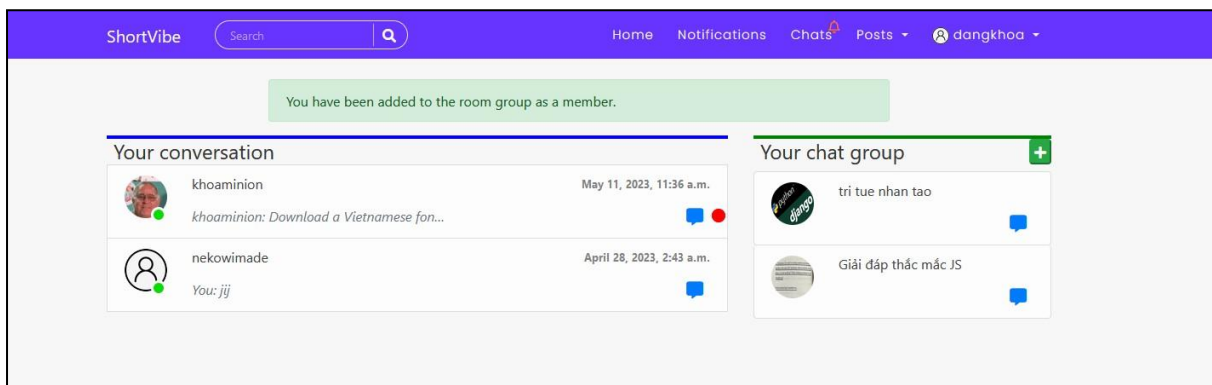 ShortVibe
Search
Home Notifications Chats Posts dangkhoa
You have been added to the room group as a member.
Your conversation
khoaminion May 11, 2023, 11:36 a.m.
khoaminion: Download a Vietnamese fon...
nekowimade April 28, 2023, 2:43 a.m.
You: jij
Your chat group
tri tue nhan tao
python
django
Giải đáp thắc mắc JS